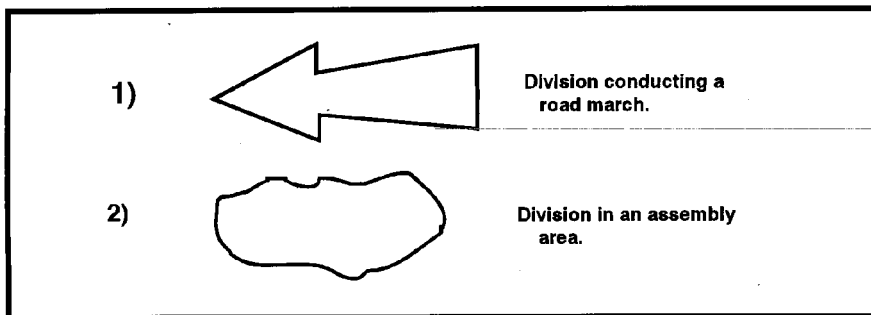 1)
Division conducting a
road march.
2)
Division in an assembly
area.